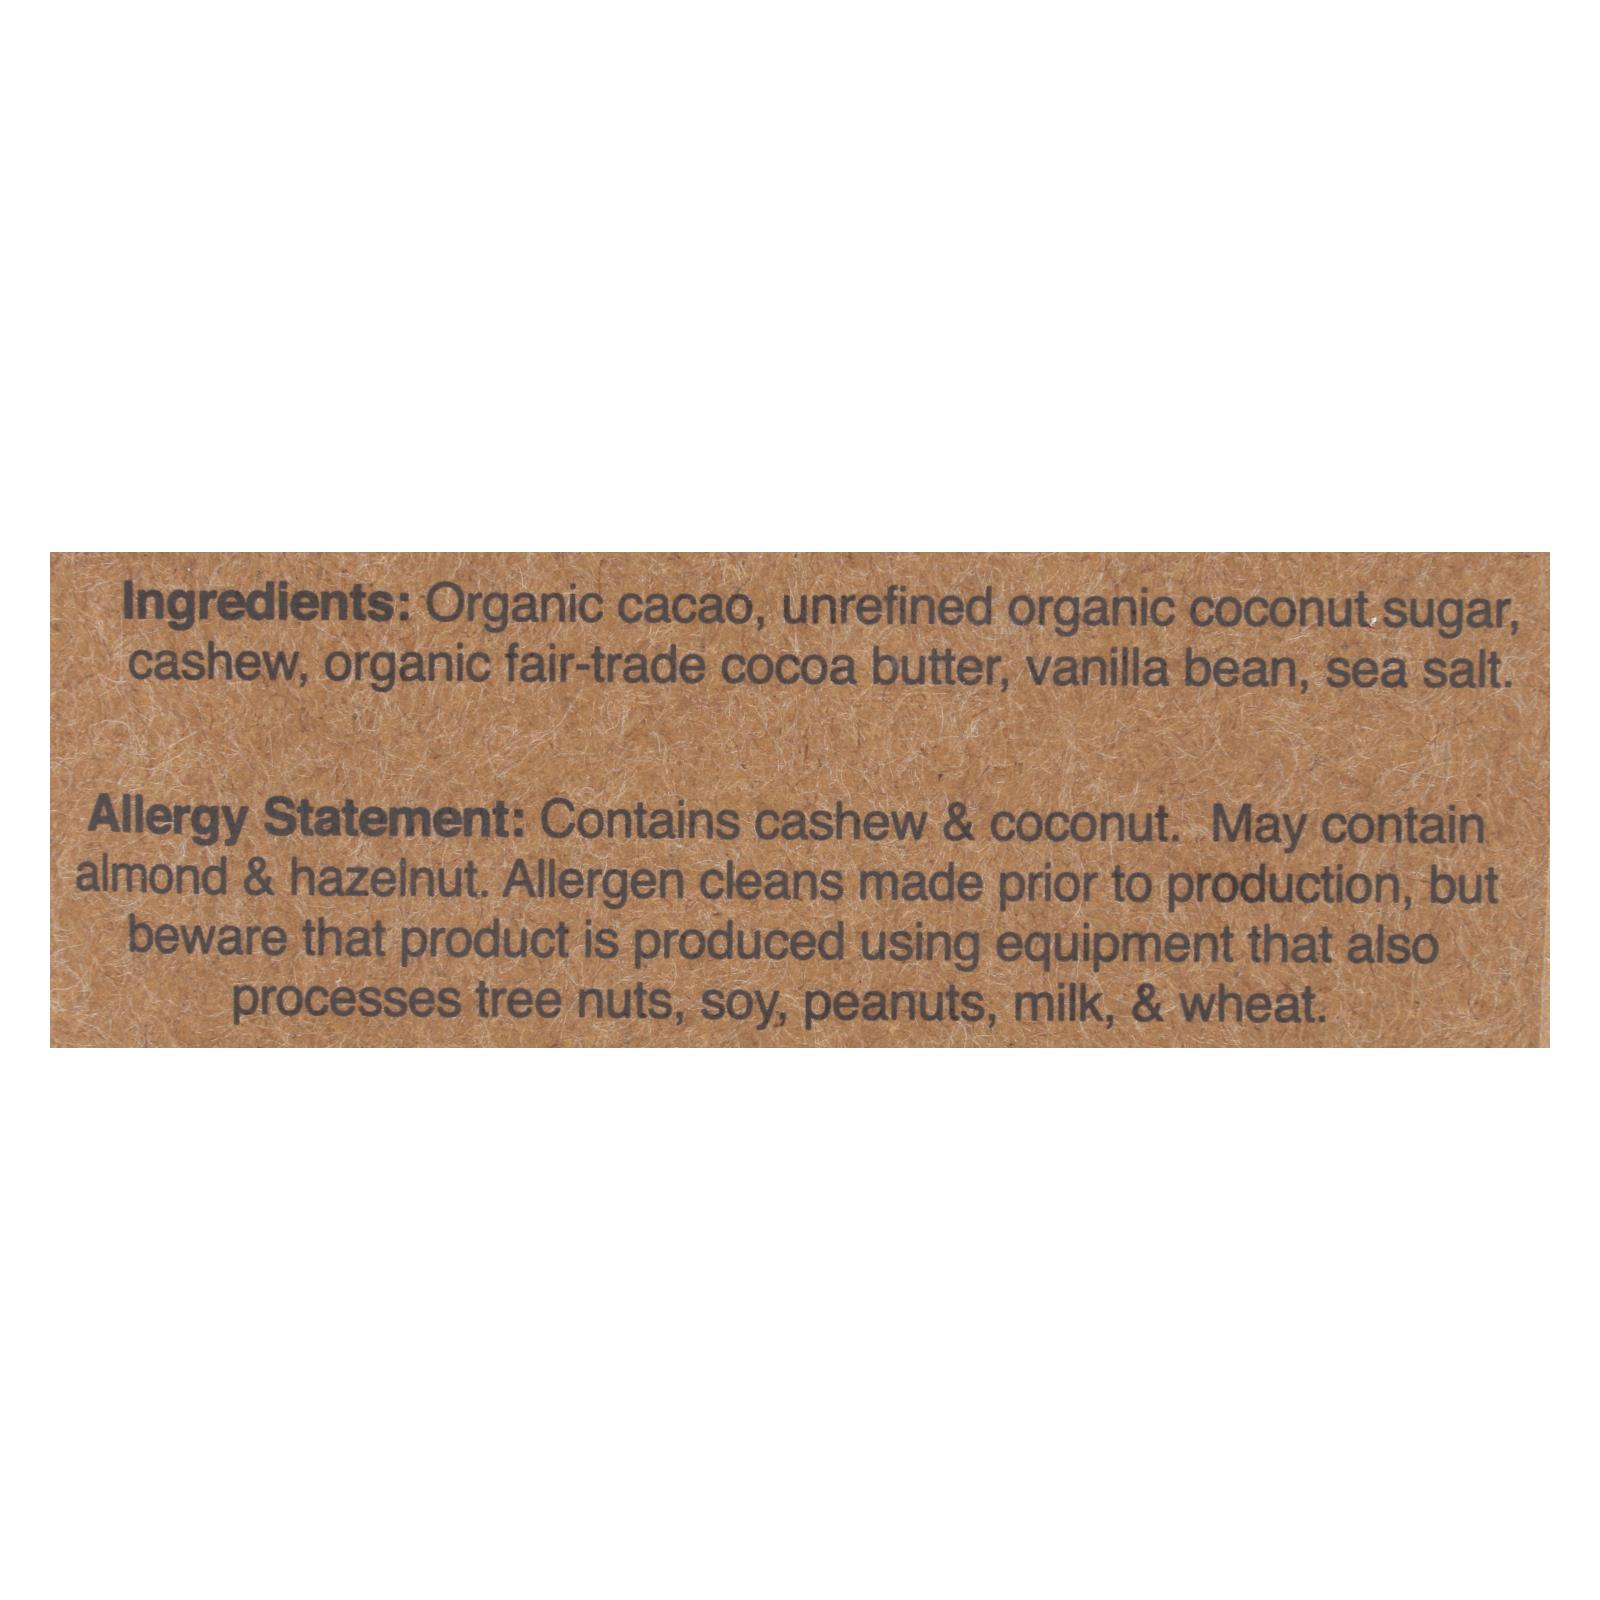 Ingredients: Organic cacao, unrefined organic coconut sugar,
cashew, organic fair-trade cocoa butter, vanilla bean, sea salt.
Allergy Statement: Contains cashew & coconut.  May contain
almond & hazelnut. Allergen cleans made prior to production, but
beware that product is produced using equipment that also
processes tree nuts, soy, peanuts, milk, & wheat.